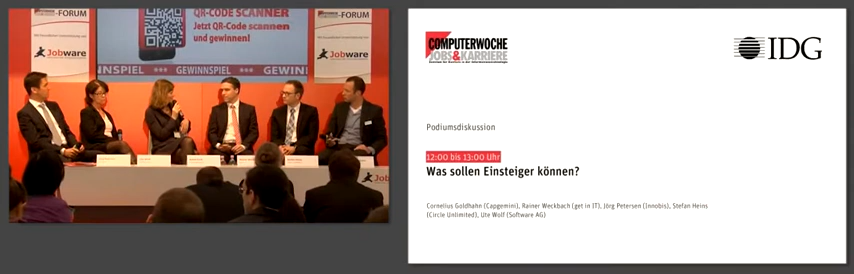 -FORUM
Jobware
QR-CODE SCANNER
Jetzt QR-Code scannen
und gewinnen!
NNSPIEL *** GEWINNSPIEL *** GEWIN
-FORUM
Jobware
Job
COMPUTERWOCHE
JOBS&KARRIERE
IDG
Podiumsdiskussion
12:00 bis 13:00 Uhr
Was sollen Einsteiger können?
Cornelius Goldhahn (Capgemini), Rainer Weckbach (get in IT), Jörg Petersen (Innobis), Stefan Heins
(Circle Unlimited), Ute Wolf (Software AG)